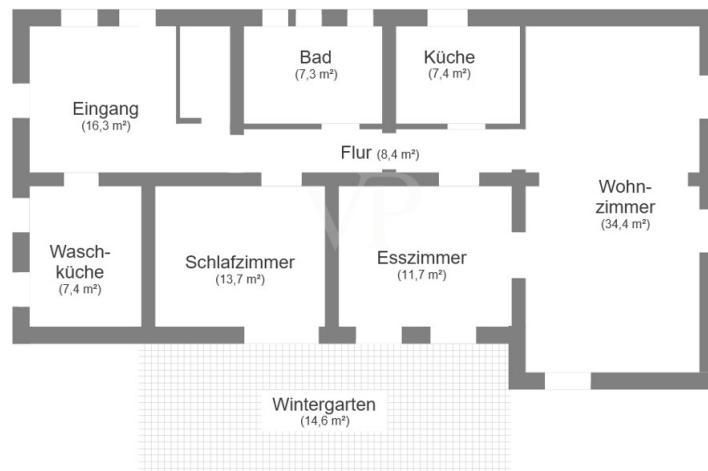 Bad
(7,3 m²)
Küche
(7,4 m²)
Eingang
(16,3 m²)
Flur (8,4 m²)
VP
Wohn-
zimmer
(34,4 m²)
Wasch-
küche
(7,4 m²)
Schlafzimmer
(13,7 m²)
Esszimmer
(11,7 m²)
Wintergarten
(14,6 m²)